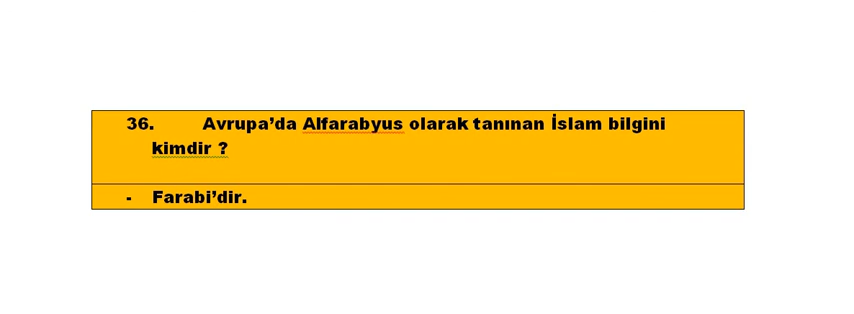 36. Avrupa’da Alfarabyus olarak tanınan İslam bilgini
kimdir ?
- Farabi’dir.